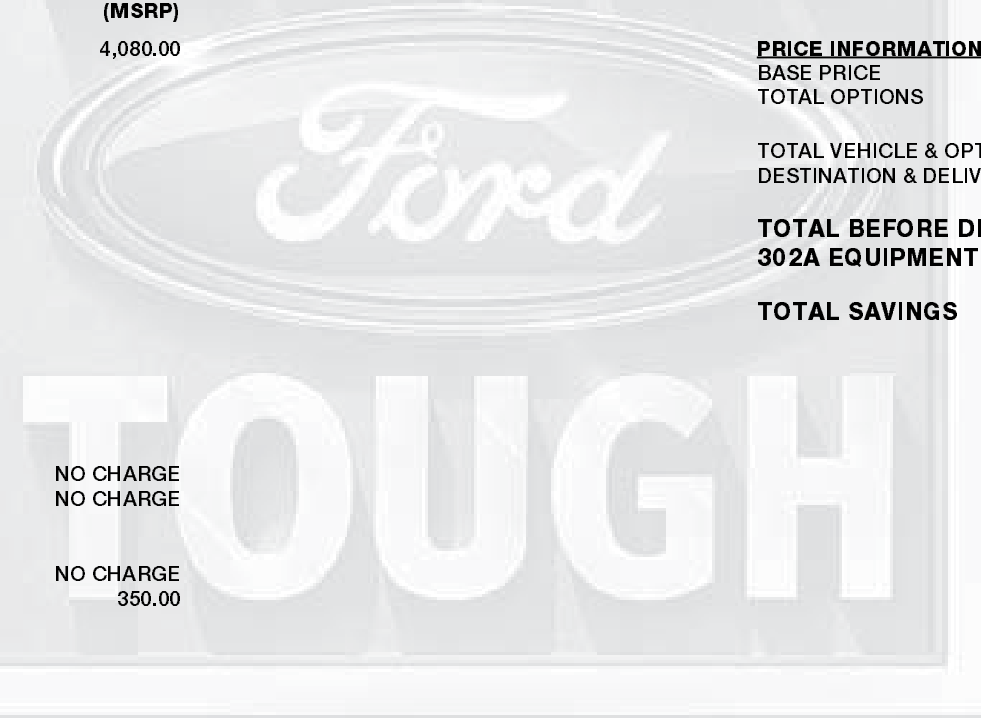 (MSRP)
4,080.00
PRICE INFORMATION
BASE PRICE
TOTAL OPTIONS
TOTAL VEHICLE & OPT
DESTINATION & DELIV
TOTAL BEFORE DI
302A EQUIPMENT
TOTAL SAVINGS
Ford
TOUGH
NO CHARGE
NO CHARGE
NO CHARGE
350.00